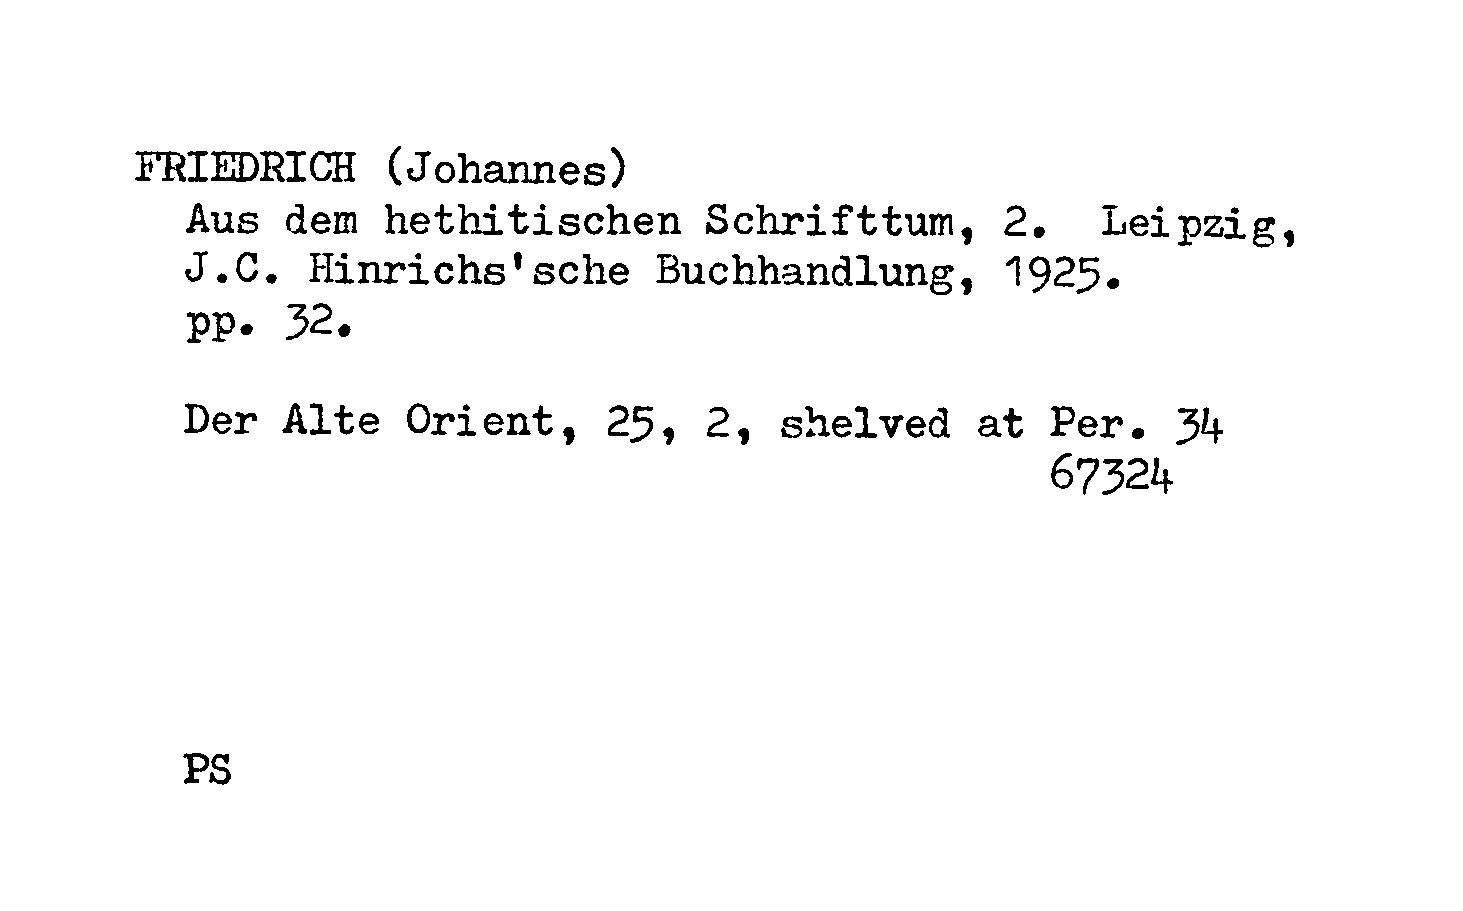 FRIEDRICH (Johannes)
Aus dem hethitischen Schrifttum, 2. Leipzig,
J.C. Hinrichs'sche Buchhandlung, 1925.
pp. 32.
Der Alte Orient, 25, 2, shelved at Per. 34
67324
PS